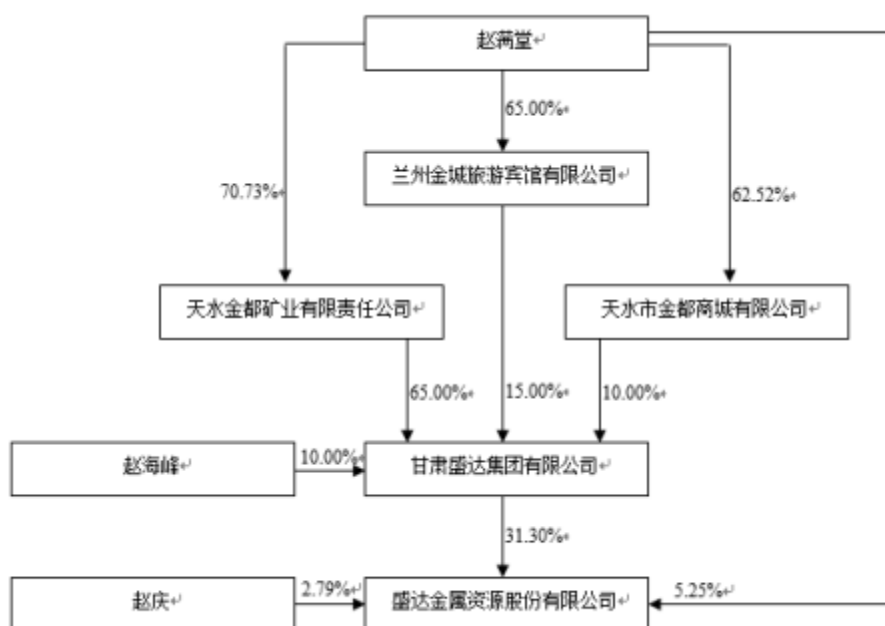 赵满堂↵
65.00%↵
兰州金城旅游宾馆有限公司↵
70.73%↵
62.52%↵
天水金都矿业有限责任公司↵
天水市金都商城有限公司↵
65.00%↵
15.00%↵
10.00%↵
赵海峰↵
10.00%↵
甘肃盛达集团有限公司↵
31.30%↵
赵庆↵
2.79%↵
盛达金属资源股份有限公司↵
5.25%↵